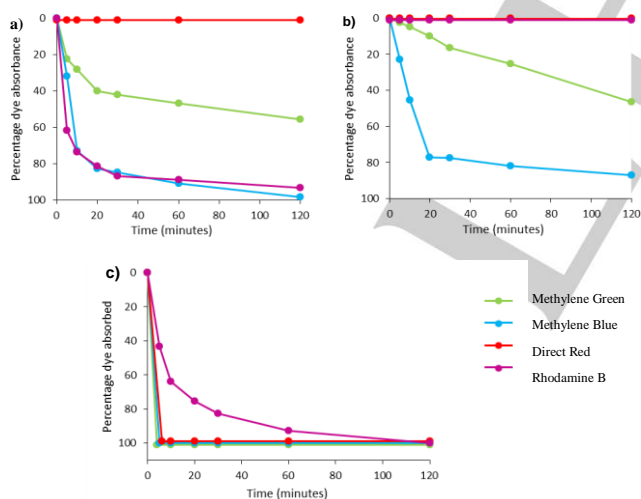 a)
Percentage dye absorbance
0
20
40
60
80
100
0 20 40 60 80 100 120
Time (minutes)
b)
Percentage dye absorbance
0
20
40
60
80
100
0 20 40 60 80 100 120
Time (minutes)
c)
Percentage dye absorbed
0
20
40
60
80
100
0 20 40 60 80 100 120
Time (minutes)
Methylene Green
Methylene Blue
Direct Red
Rhodamine B